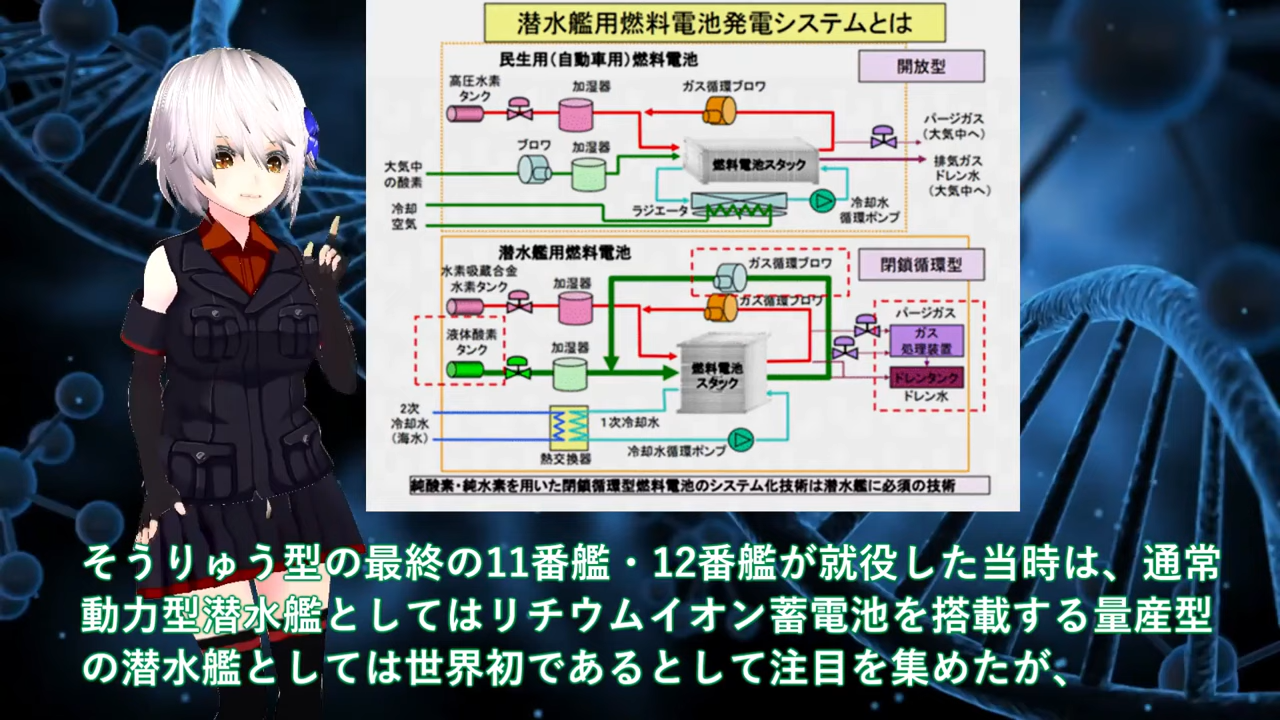 潜水艦用燃料電池発電システムとは
民生用(自動車用)燃料電池
開放型
高圧水素
タンク
加湿器
ガス循環ブロワ
パージガス
(大気中へ)
ブロワ
加湿器
燃料電池スタック
排気ガス
ドレン水
(大気中へ)
大気中
の酸素
冷却
空気
ラジエータ
冷却水
循環ポンプ
潜水艦用燃料電池
ガス循環ブロワ
閉鎖循環型
水素吸蔵合金
水素タンク
加湿器
ガス循環ブロワ
パージガス
ガス
処理装置
液体酸素
タンク
加湿器
燃料電池
スタック
ドレンタンク
ドレン水
2次
冷却水
(海水)
1次冷却水
熱交換器
冷却水循環ポンプ
純酸素・純水素を用いた閉鎖循環型燃料電池のシステム化技術は潜水艦に必須の技術
そうりゅう型の最終の11番艦・12番艦が就役した当時は、通常
動力型潜水艦としてはリチウムイオン蓄電池を搭載する量産型
の潜水艦としては世界初であるとして注目を集めたが、